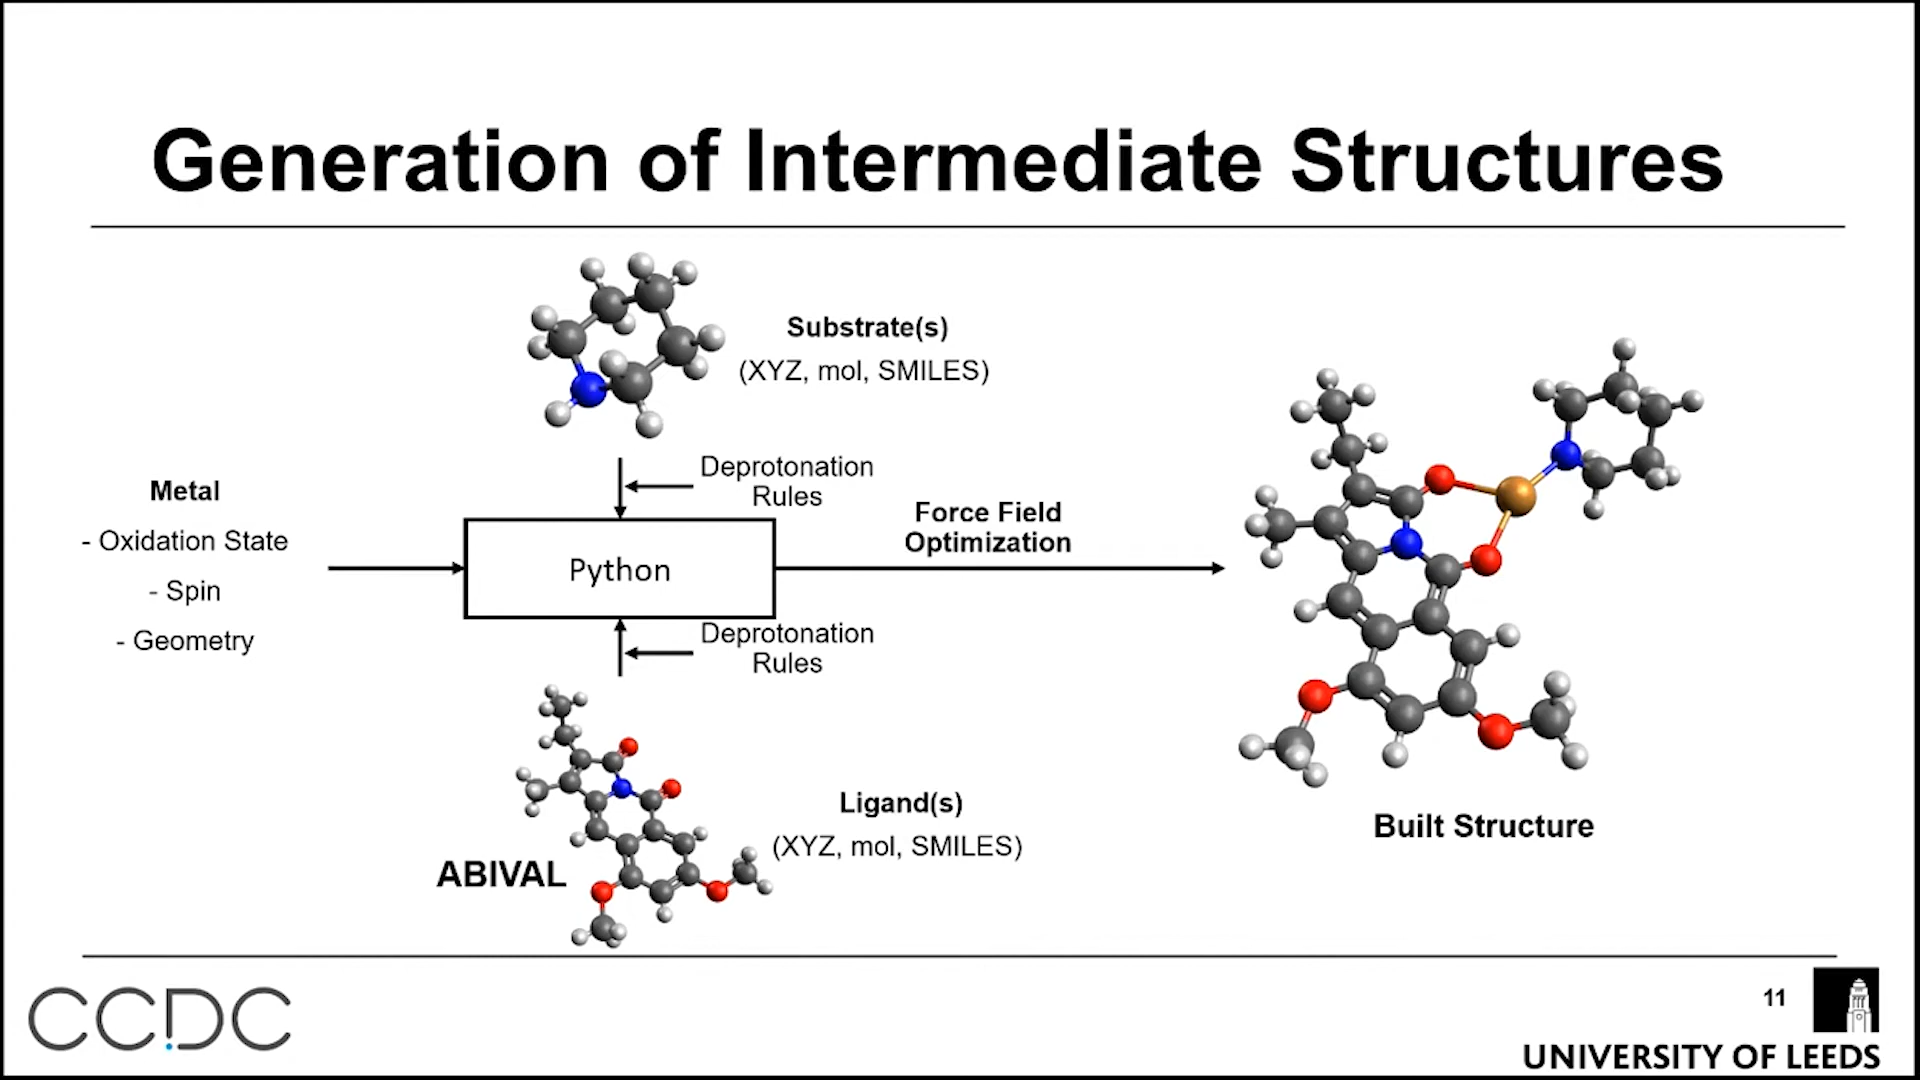 Generation of Intermediate Structures
Substrate(s)
(XYZ, mol, SMILES)
Deprotonation
Rules
Metal
- Oxidation State
- Spin
- Geometry
Python
Force Field
Optimization
Deprotonation
Rules
Ligand(s)
(XYZ, mol, SMILES)
ABIVAL
Built Structure
CCDC
11
UNIVERSITY OF LEEDS